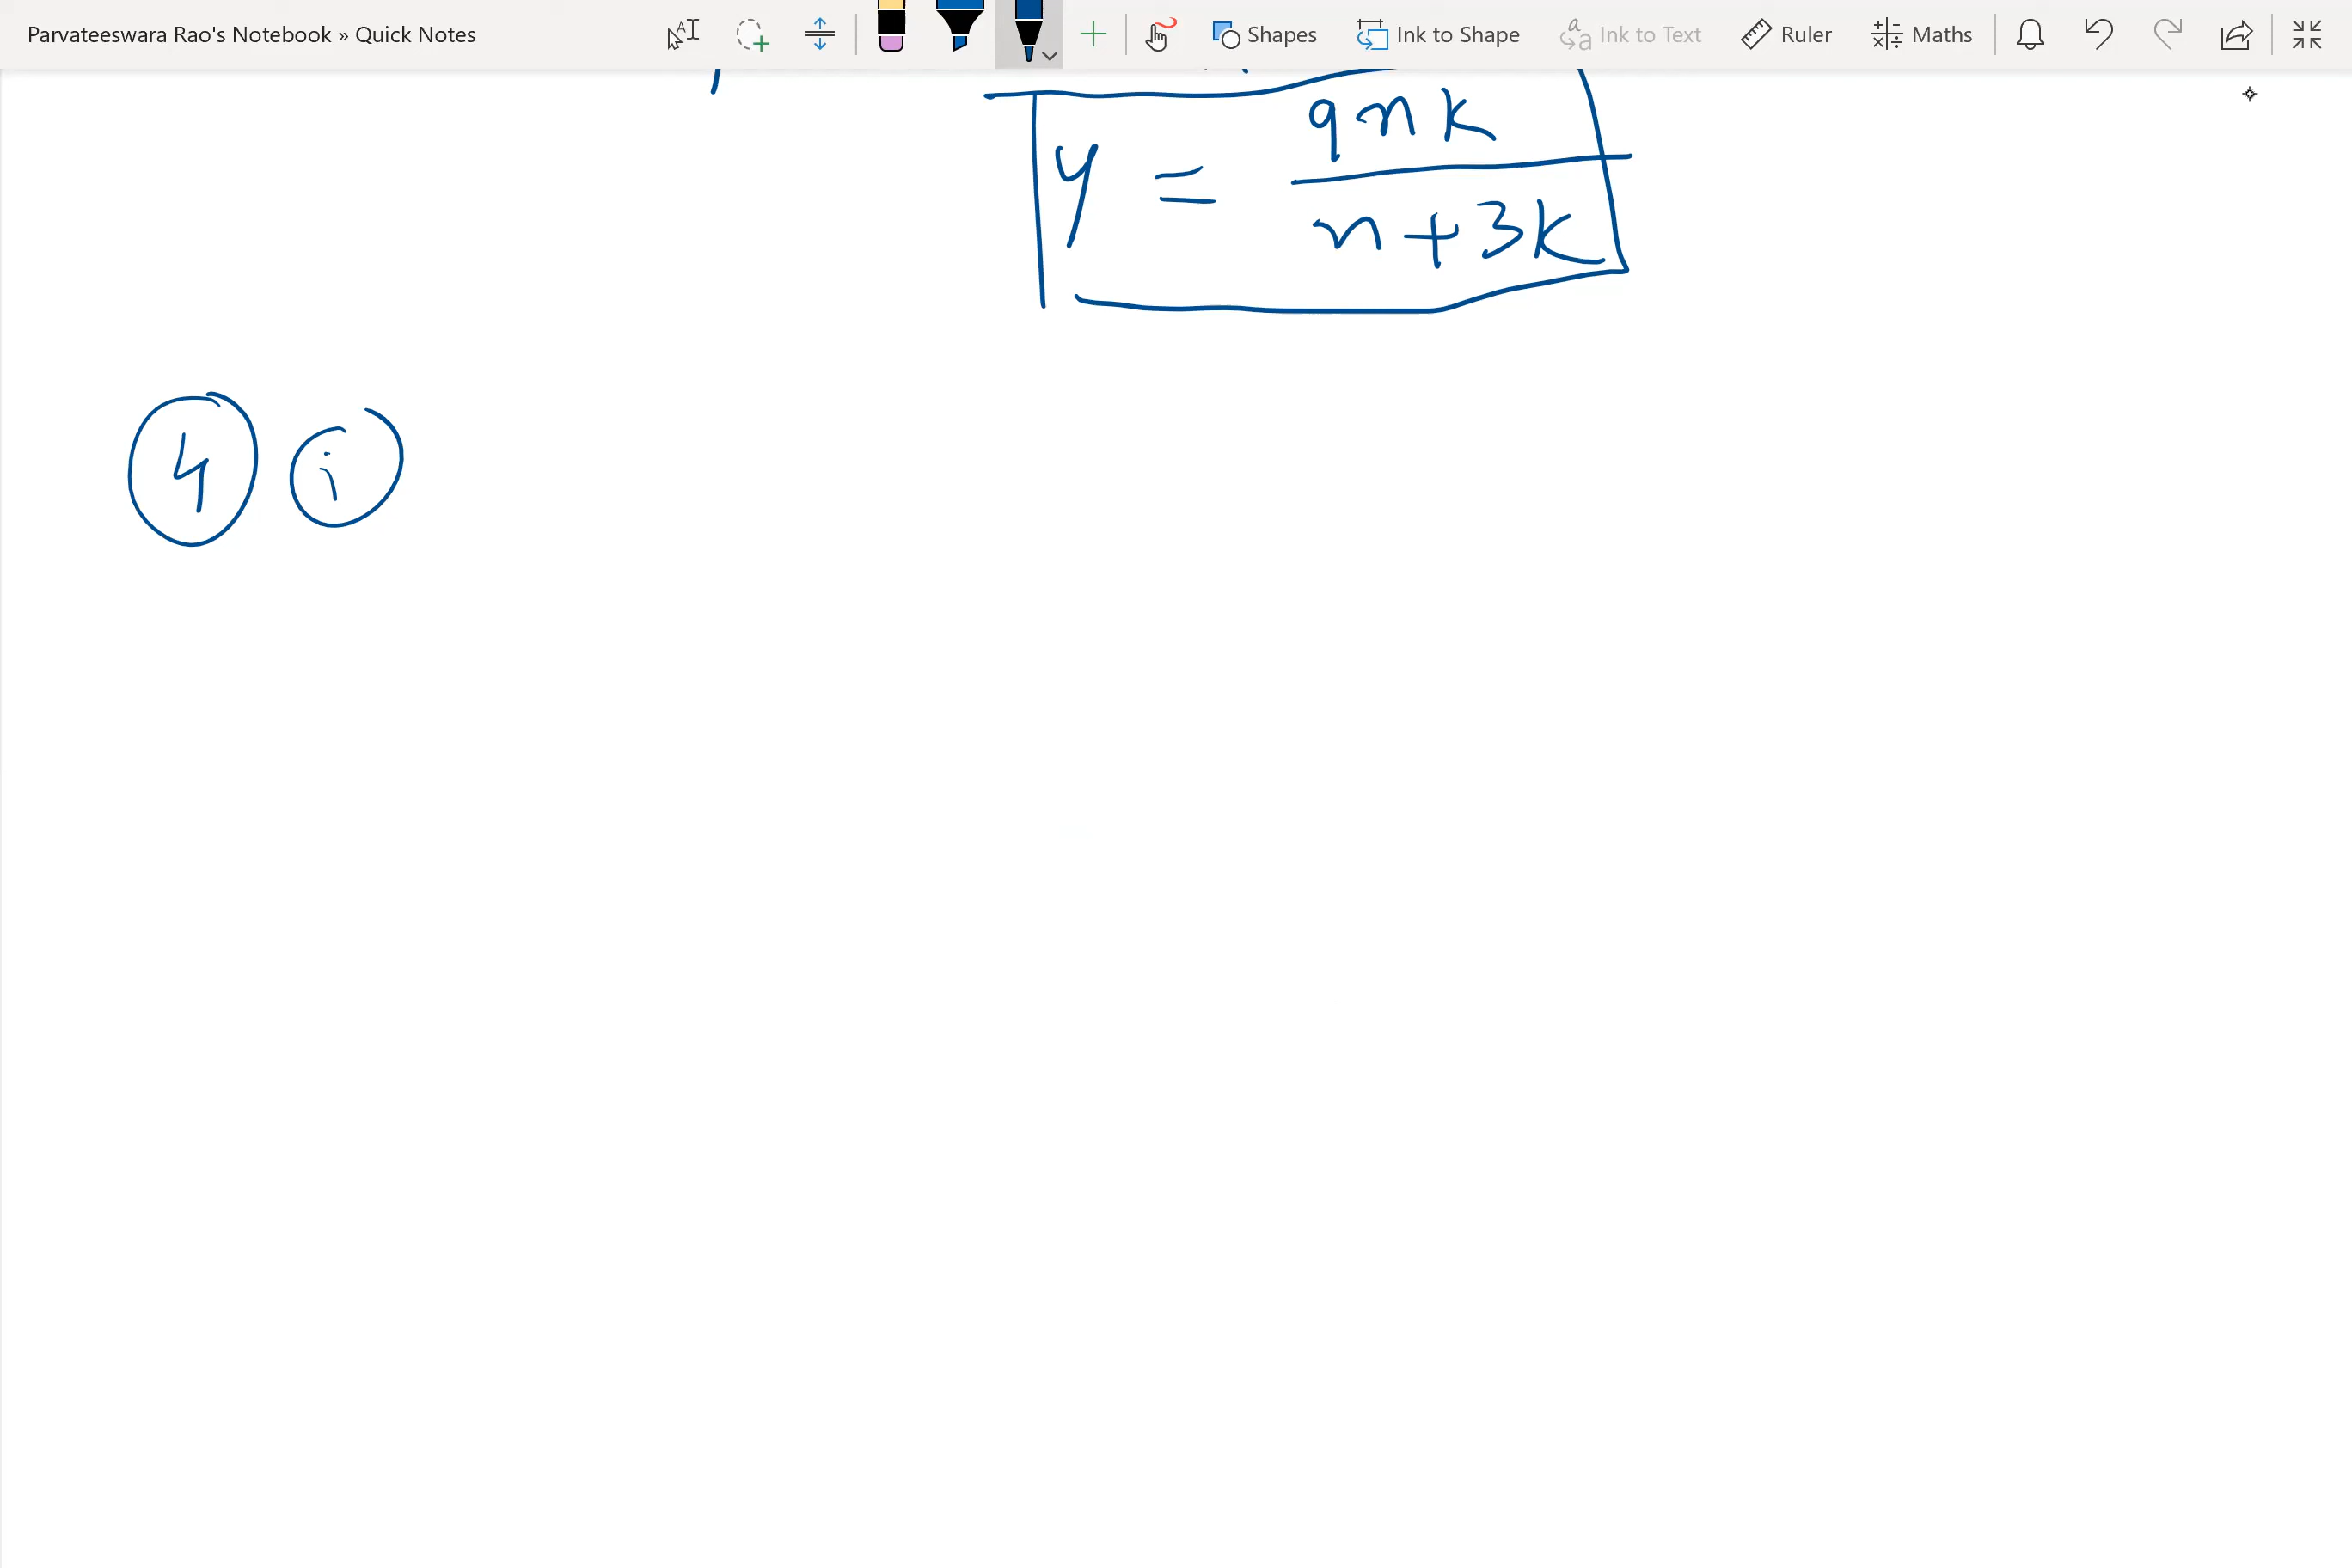 Parvateeswara Rao's Notebook » Quick Notes Shapes Ink to Shape Ink to Text Ruler Maths
y = 9nk / n+3k
4 i